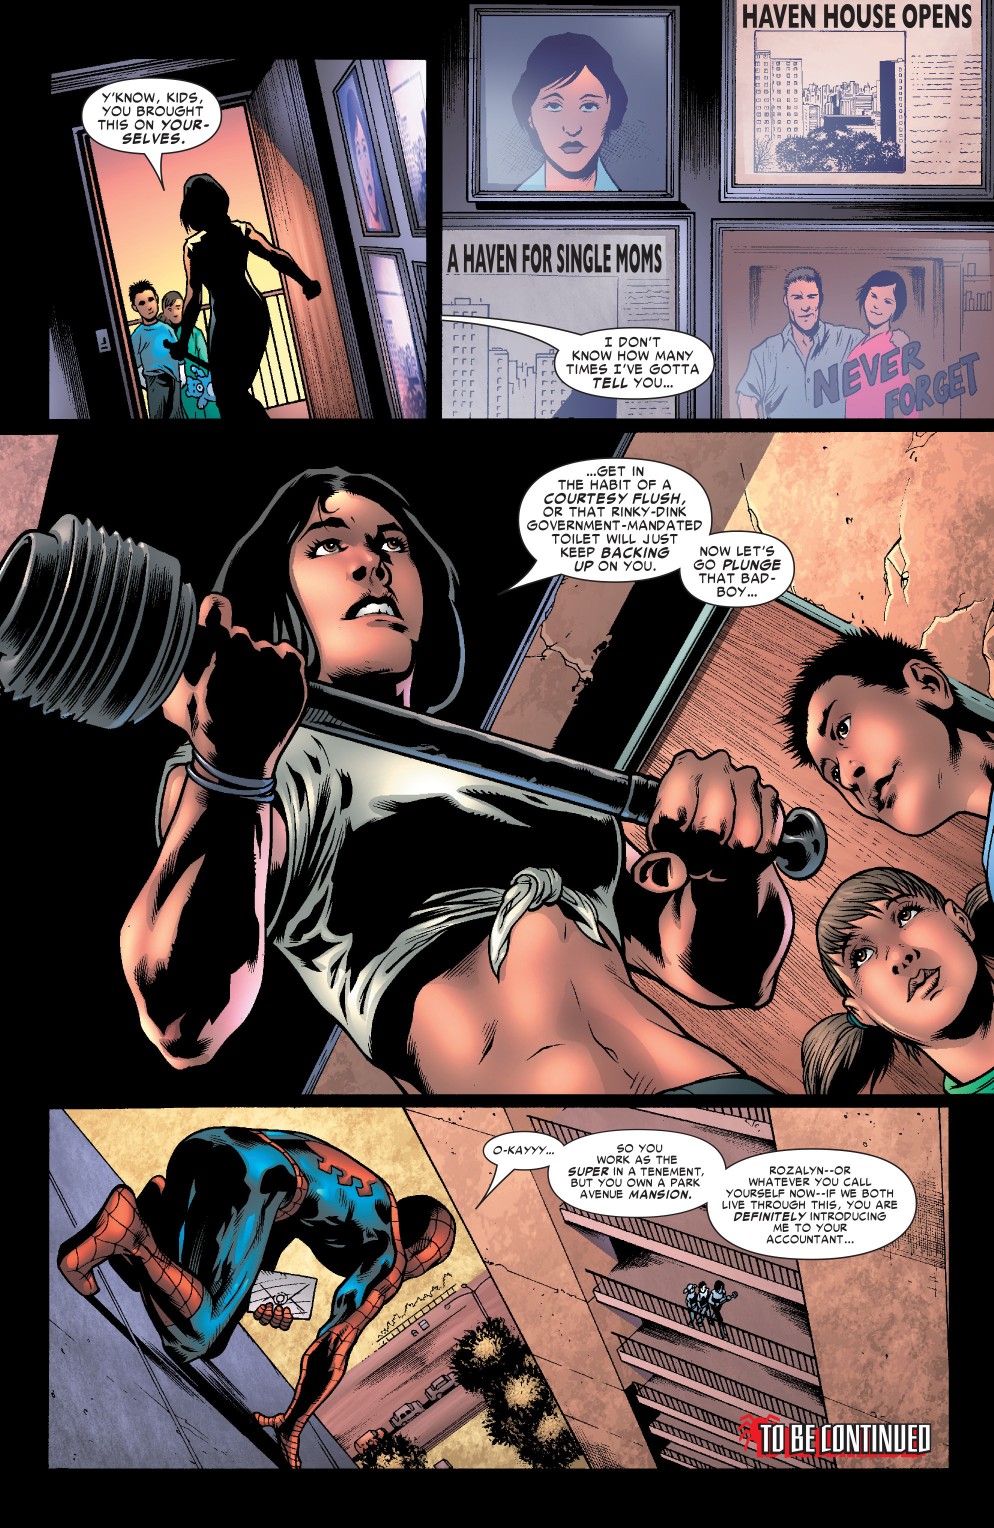 Y'KNOW, KIDS,
YOU BROUGHT
THIS ON YOUR-
SELVES.
HAVEN HOUSE OPENS
A HAVEN FOR SINGLE MOMS
NEVER
FORGET
I DON'T
KNOW HOW MANY
TIMES I'VE GOTTA
TELL YOU...
...GET IN
THE HABIT OF A
COURTESY FLUSH,
OR THAT RINKY-DINK
GOVERNMENT-MANDATED
TOILET WILL JUST
KEEP BACKING
UP ON YOU.
NOW LET'S
GO PLUNGE
THAT BAD-
BOY...
O-KAYYY...
SO YOU
WORK AS THE
SUPER IN A TENEMENT,
BUT YOU OWN A PARK
AVENUE MANSION.
ROZALYN--OR
WHATEVER YOU CALL
YOURSELF NOW--IF WE BOTH
LIVE THROUGH THIS, YOU ARE
DEFINITELY INTRODUCING
ME TO YOUR
ACCOUNTANT...
TO BE CONTINUED